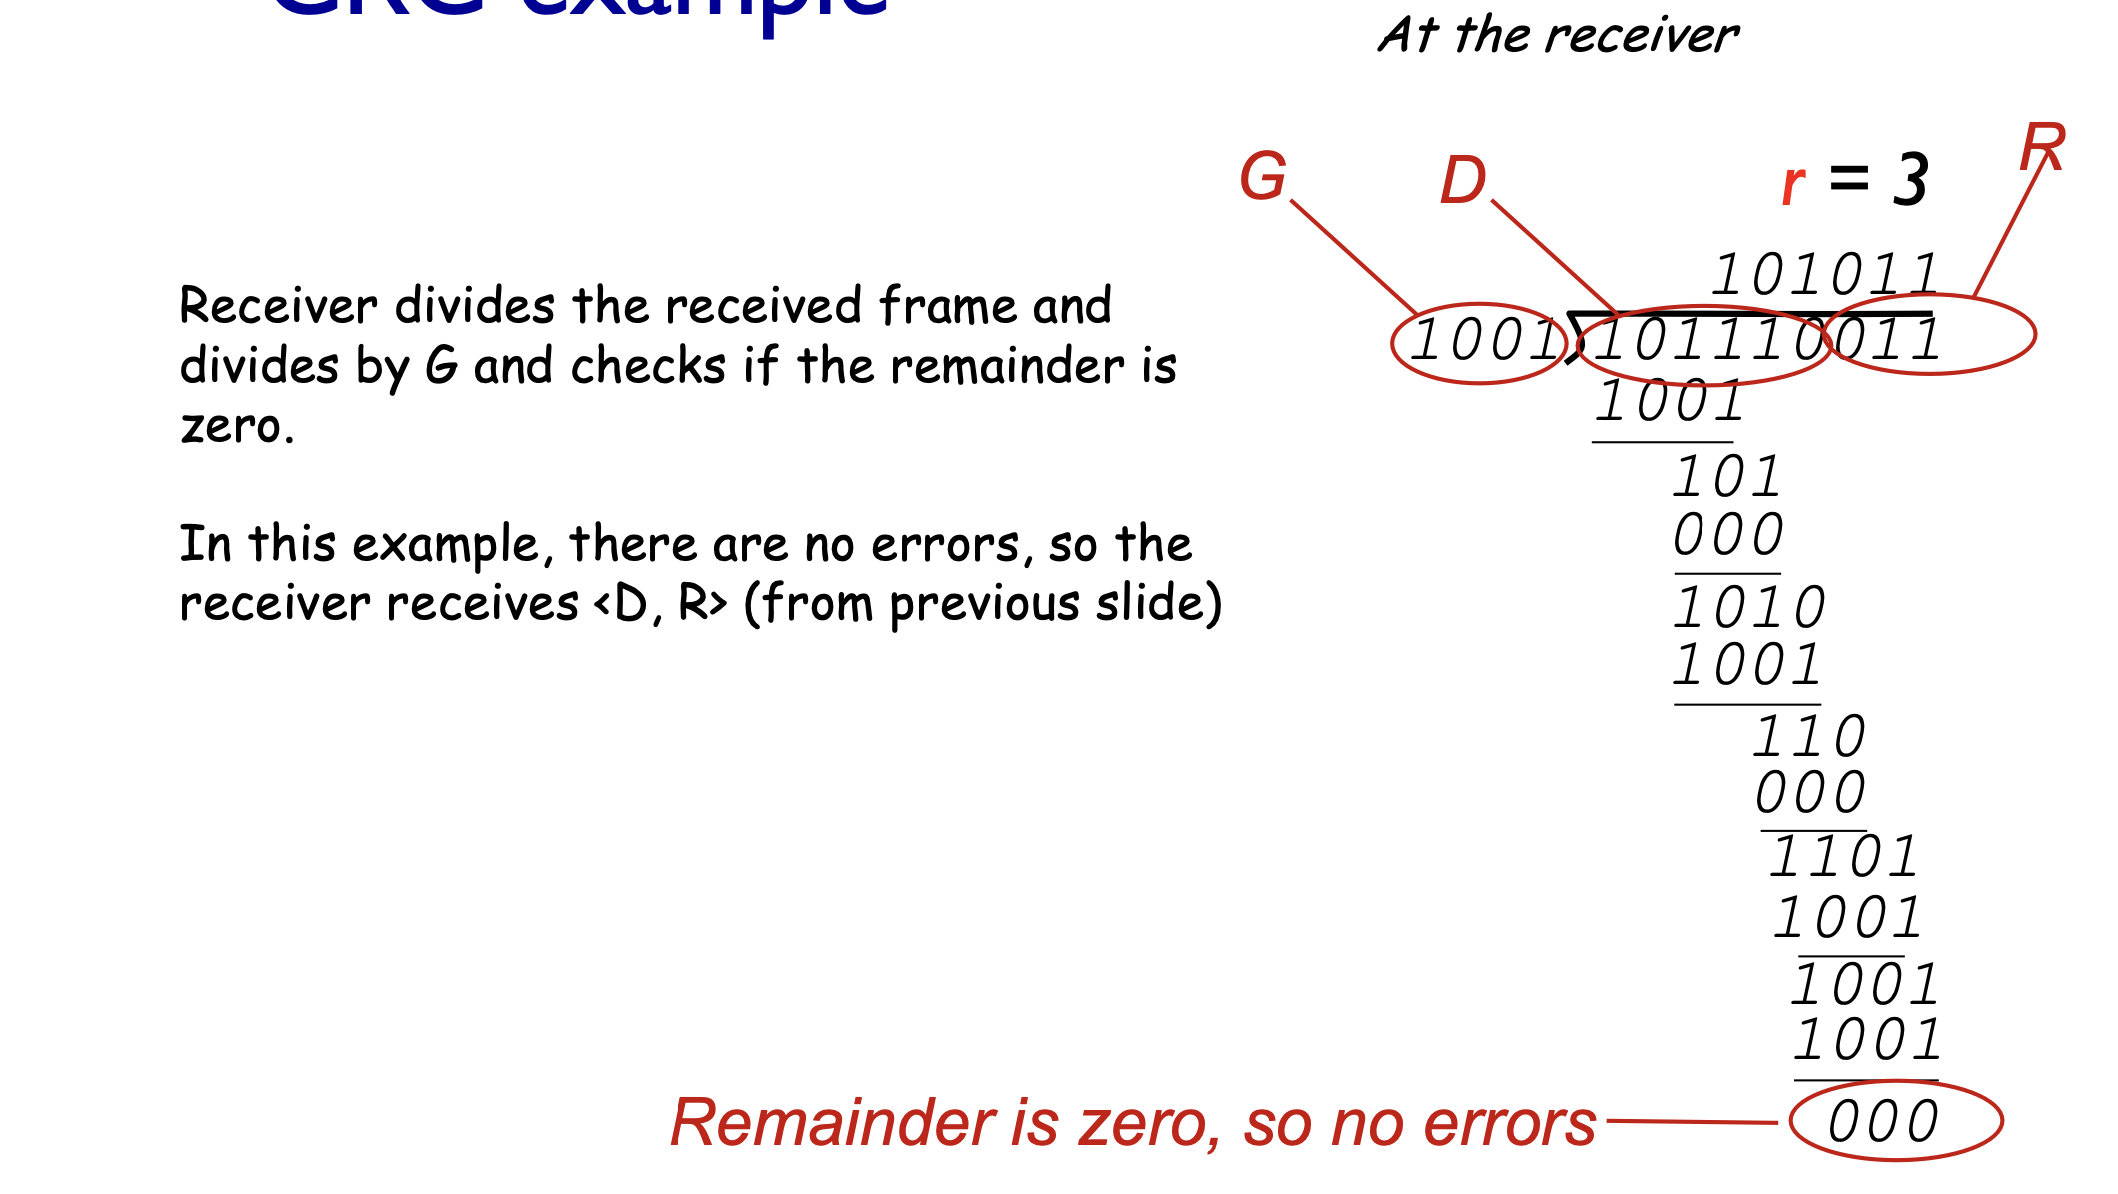 CRC example
At the receiver
G
D
r = 3
R
101011
1001)101110011
1001
101
000
1010
1001
110
000
1101
1001
1001
1001
000
Receiver divides the received frame and
divides by G and checks if the remainder is
zero.
In this example, there are no errors, so the
receiver receives <D, R> (from previous slide)
Remainder is zero, so no errors